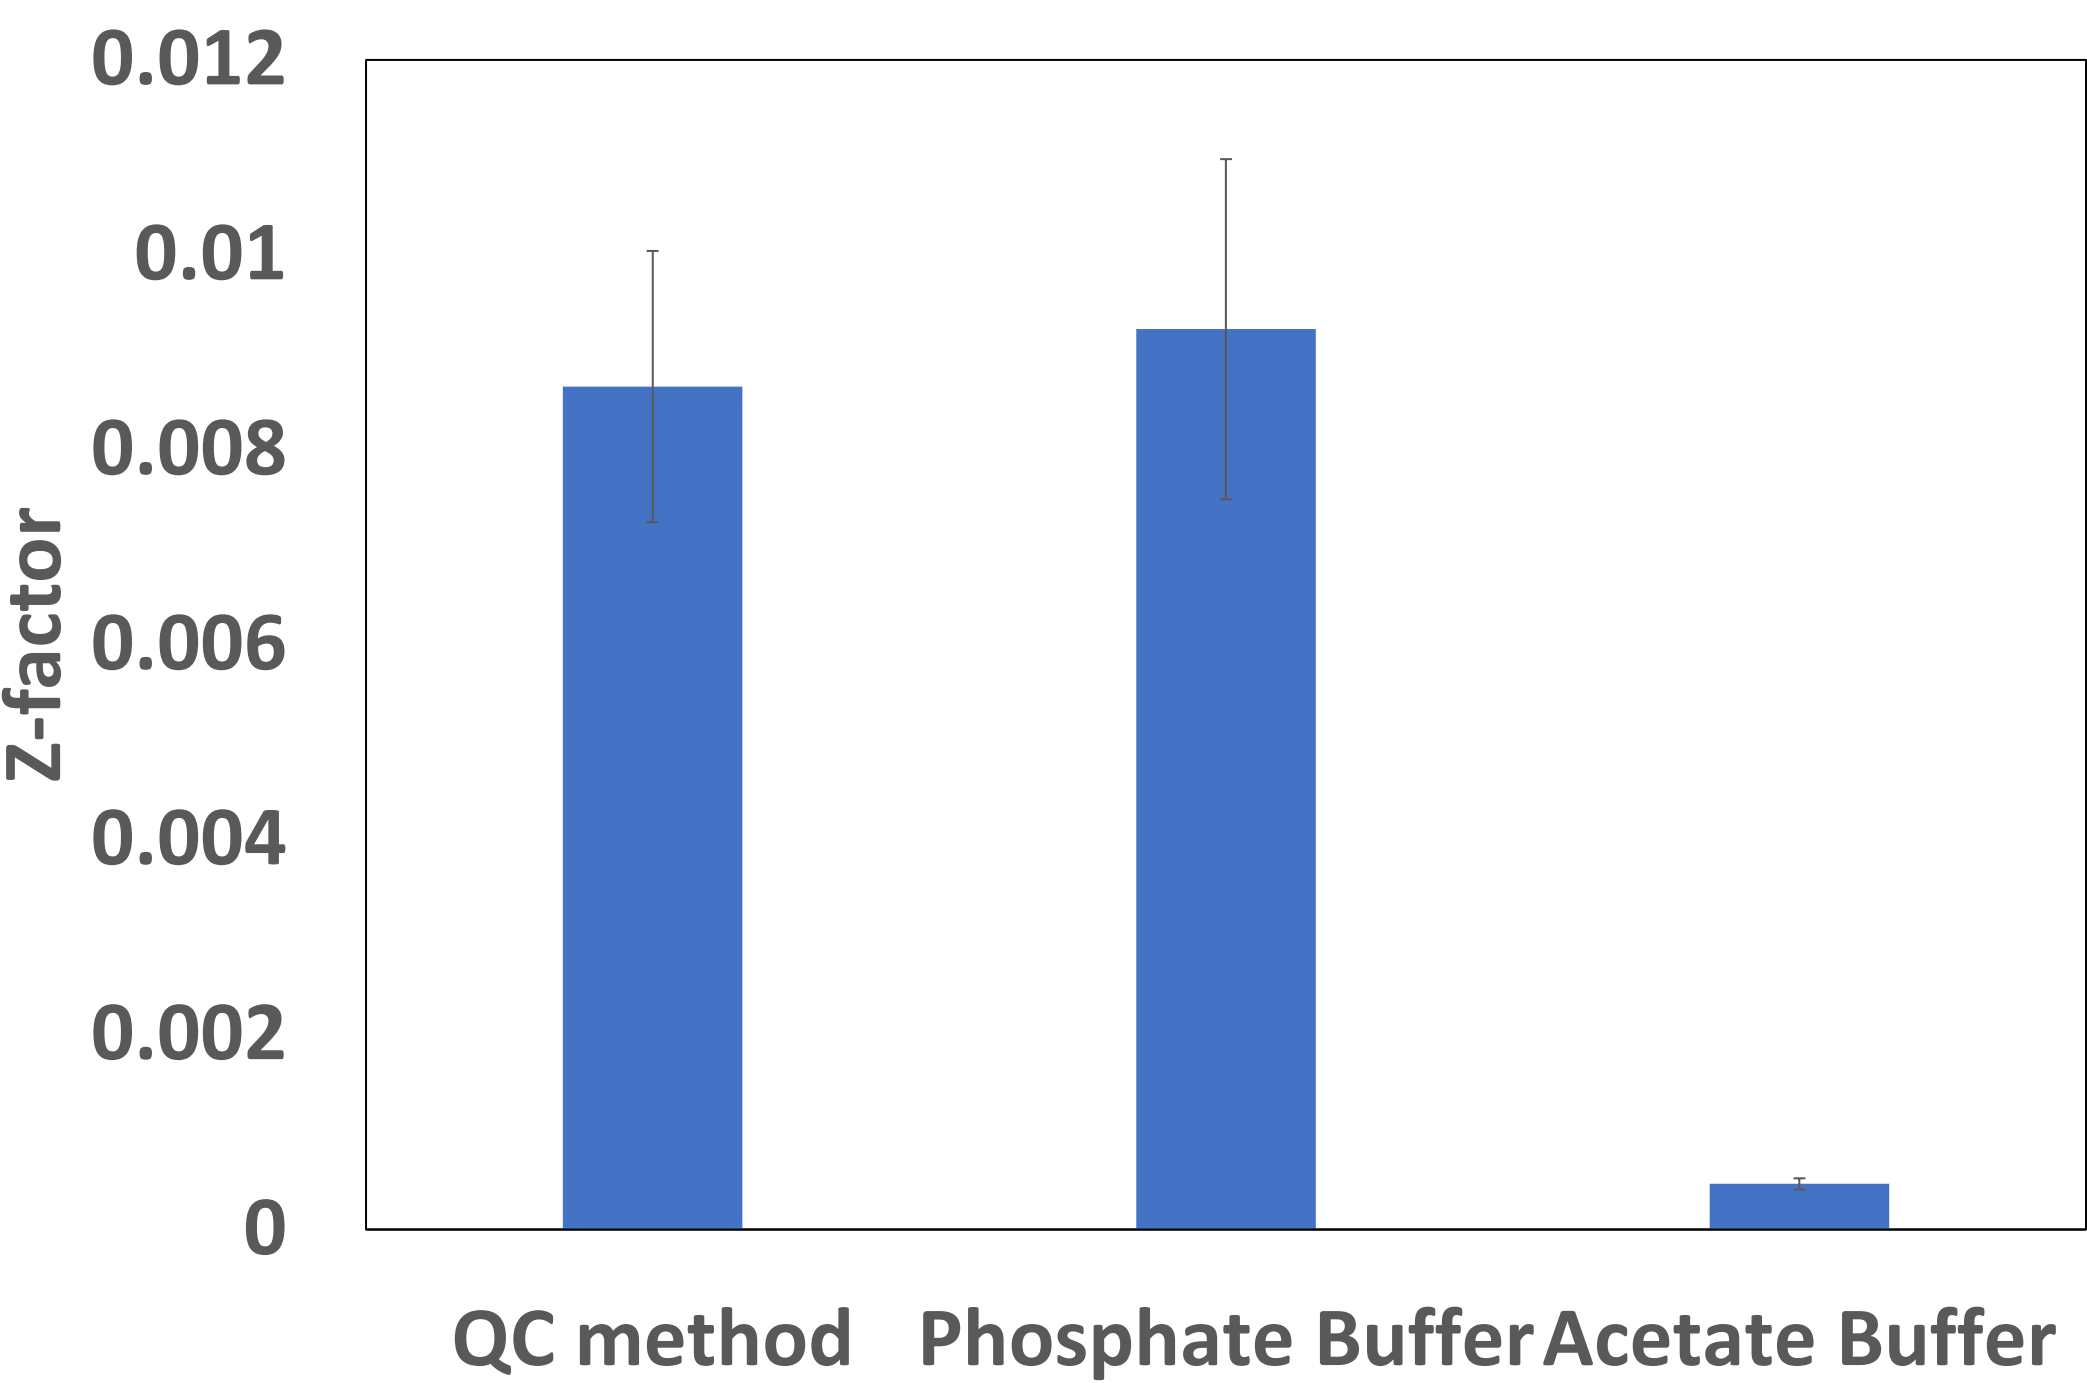 0.012
0.01
0.008
0.006
0.004
0.002
0
Z-factor
QC method
Phosphate Buffer
Acetate Buffer